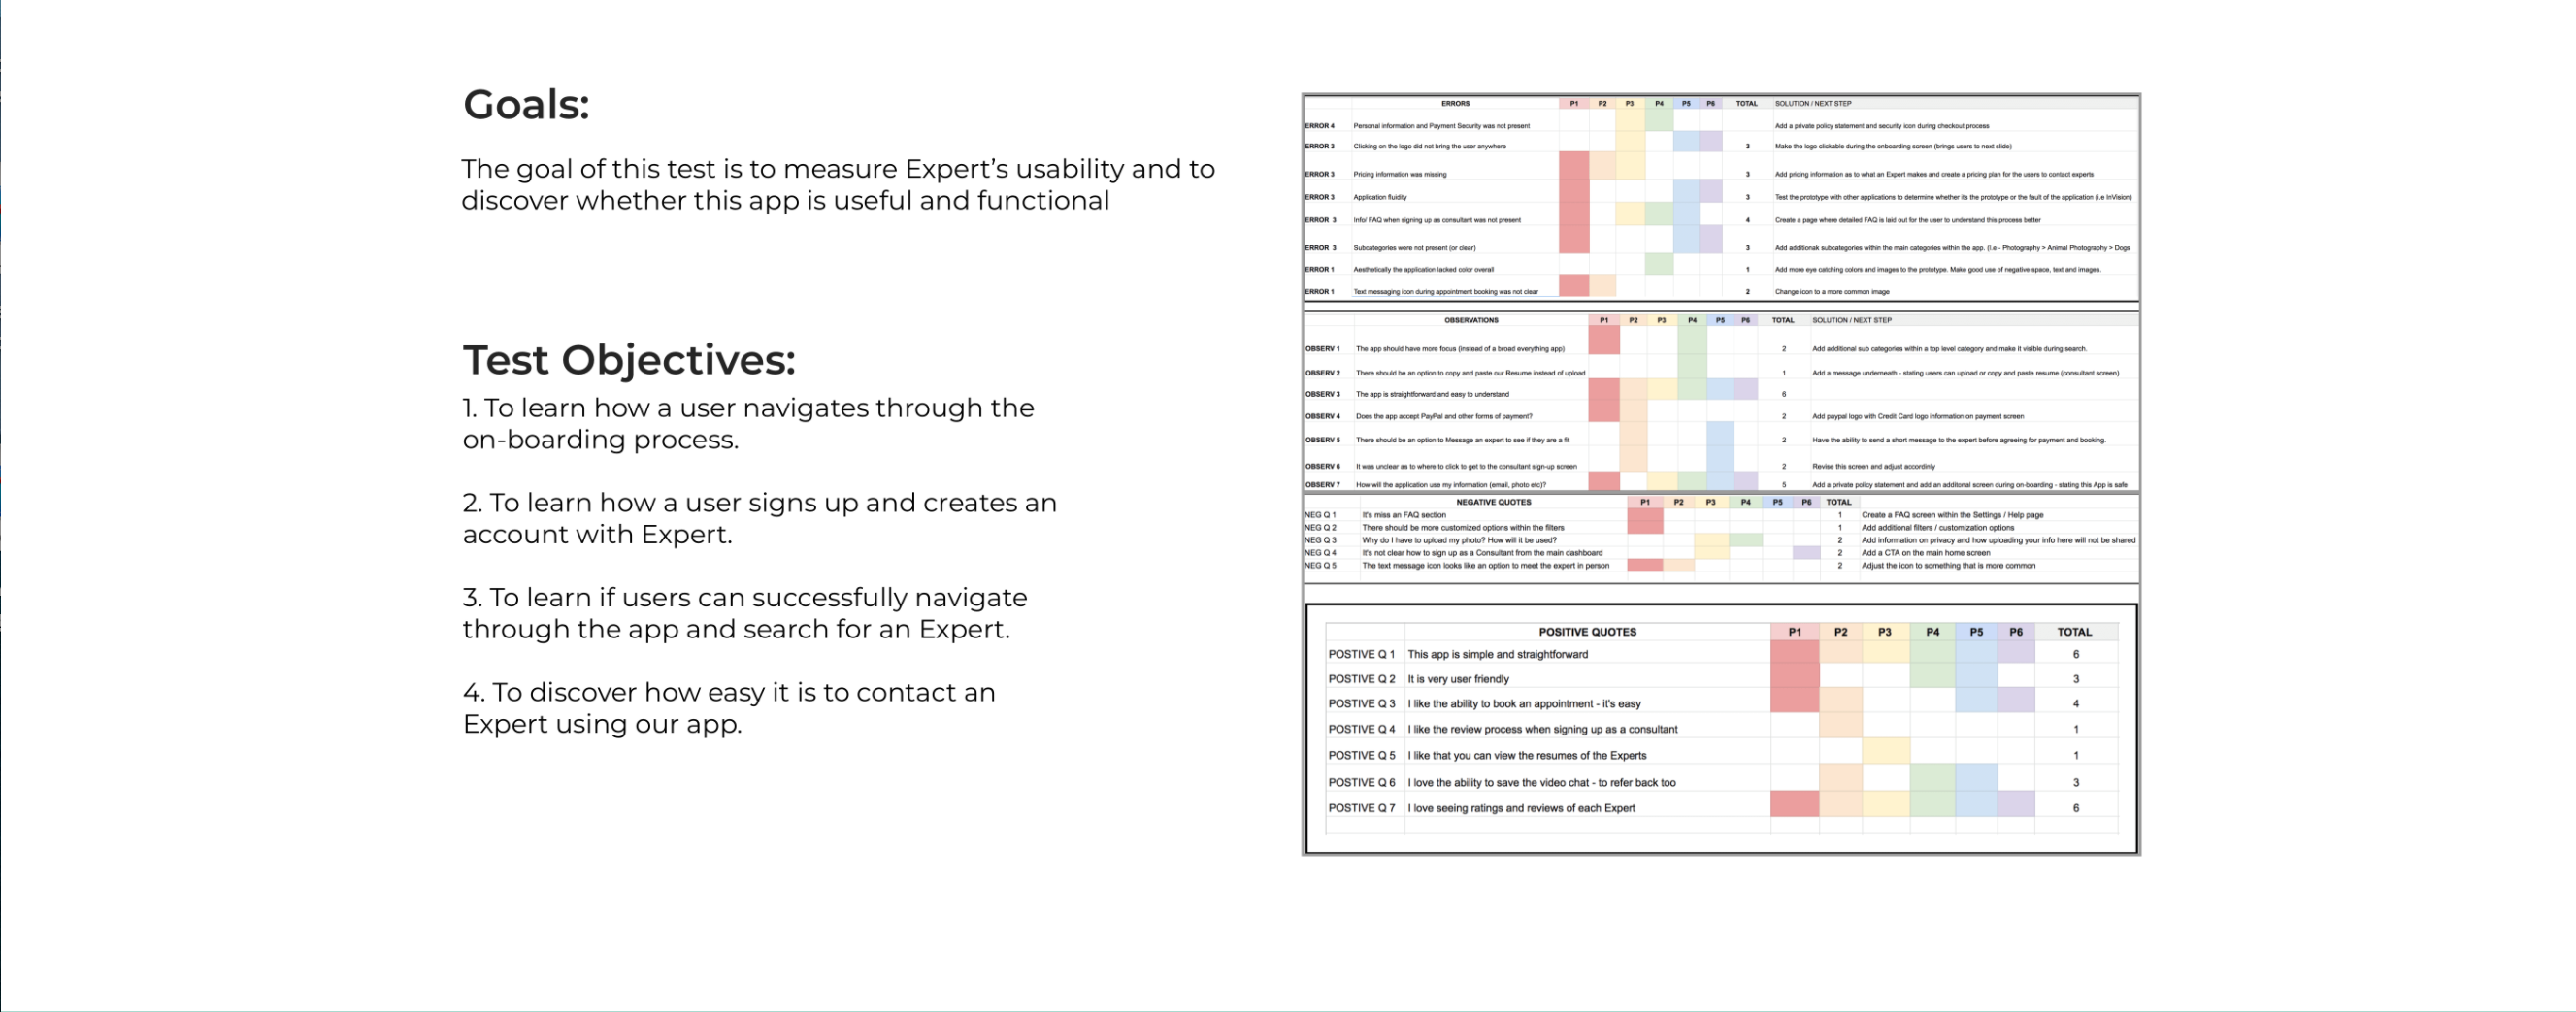 Goals:
The goal of this test is to measure Expert's usability and to
discover whether this app is useful and functional
Test Objectives:
1. To learn how a user navigates through the
on-boarding process.
2. To learn how a user signs up and creates an
account with Expert.
3. To learn if users can successfully navigate
through the app and search for an Expert.
4. To discover how easy it is to contact an
Expert using our app.
ERRORS P1 P2 P3 P4 P5 P6 TOTAL SOLUTION / NEXT STEP
ERROR 4 Personal information and Payment Security was not present Add a private policy statement and security icon during checkout process
ERROR 3 Clicking on the logo did not bring the user anywhere 3 Make the logo clickable during the onboarding screen (brings users to next slide)
ERROR 3 Pricing information was missing 3 Add pricing information as to what an Expert makes and create a pricing plan for the users to contact experts
ERROR 3 Application fluidity 3 Test the prototype with other applications to determine whether its the prototype or the fault of the application (i.e InVision)
ERROR 3 Info/ FAQ when signing up as consultant was not present 4 Create a page where detailed FAQ is laid out for the user to understand this process better
ERROR 3 Subcategories were not present (or clear) 3 Add additionak subcategories within the main categories within the app. (I.e - Photography > Animal Photography > Dogs
ERROR 1 Aesthetically the application lacked color overall 1 Add more eye catching colors and images to the prototype. Make good use of negative space, text and images.
ERROR 1 Text messaging icon during appointment booking was not clear 2 Change icon to a more common image
OBSERVATIONS P1 P2 P3 P4 P5 P6 TOTAL SOLUTION / NEXT STEP
OBSERV 1 The app should have more focus (instead of a broad everything app) 2 Add additional sub categories within a top level category and make it visible during search.
OBSERV 2 There should be an option to copy and paste our Resume instead of upload 1 Add a message underneath - stating users can upload or copy and paste resume (consultant screen)
OBSERV 3 The app is straightforward and easy to understand 6
OBSERV 4 Does the app accept PayPal and other forms of payment? 2 Add paypal logo with Credit Card logo information on payment screen
OBSERV 5 There should be an option to Message an expert to see if they are a fit 2 Have the ability to send a short message to the expert before agreeing for payment and booking.
OBSERV 6 It was unclear as to where to click to get to the consultant sign-up screen 2 Revise this screen and adjust accordinly
OBSERV 7 How will the application use my information (email, photo etc)? 5 Add a private policy statement and add an additonal screen during on-boarding - stating this App is safe
NEGATIVE QUOTES P1 P2 P3 P4 P5 P6 TOTAL
NEG Q 1 It's miss an FAQ section 1 Create a FAQ screen within the Settings / Help page
NEG Q 2 There should be more customized options within the filters 1 Add additional filters / customization options
NEG Q 3 Why do I have to upload my photo? How will it be used? 2 Add information on privacy and how uploading your info here will not be shared
NEG Q 4 It's not clear how to sign up as a Consultant from the main dashboard 2 Add a CTA on the main home screen
NEG Q 5 The text message icon looks like an option to meet the expert in person 2 Adjust the icon to something that is more common
POSITIVE QUOTES P1 P2 P3 P4 P5 P6 TOTAL
POSTIVE Q 1 This app is simple and straightforward 6
POSTIVE Q 2 It is very user friendly 3
POSTIVE Q 3 I like the ability to book an appointment - it's easy 4
POSTIVE Q 4 I like the review process when signing up as a consultant 1
POSTIVE Q 5 I like that you can view the resumes of the Experts 1
POSTIVE Q 6 I love the ability to save the video chat - to refer back too 3
POSTIVE Q 7 I love seeing ratings and reviews of each Expert 6